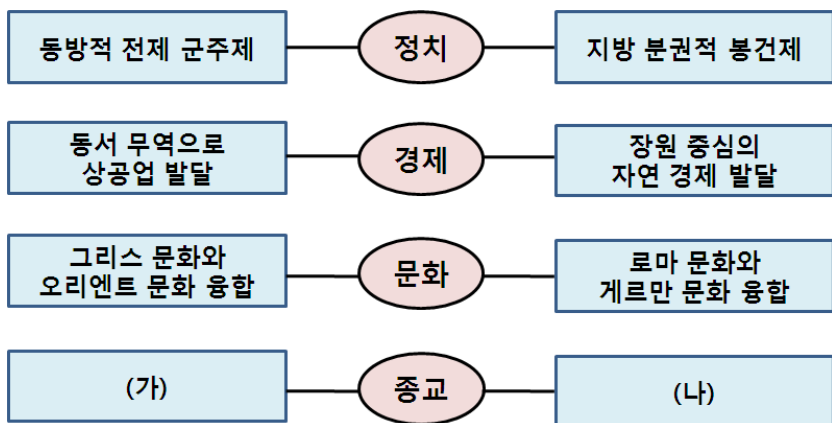 동방적 전제 군주제
정치
지방 분권적 봉건제
동서 무역으로
상공업 발달
경제
장원 중심의
자연 경제 발달
그리스 문화와
오리엔트 문화 융합
문화
로마 문화와
게르만 문화 융합
(가)
종교
(나)